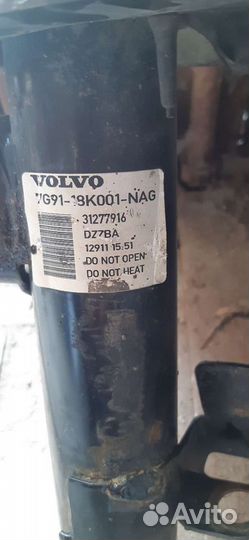 VOLVO
7G91-18K001-NAG
31277916
DZ7BA
12911 15:51
DO NOT OPEN
DO NOT HEAT
Avito